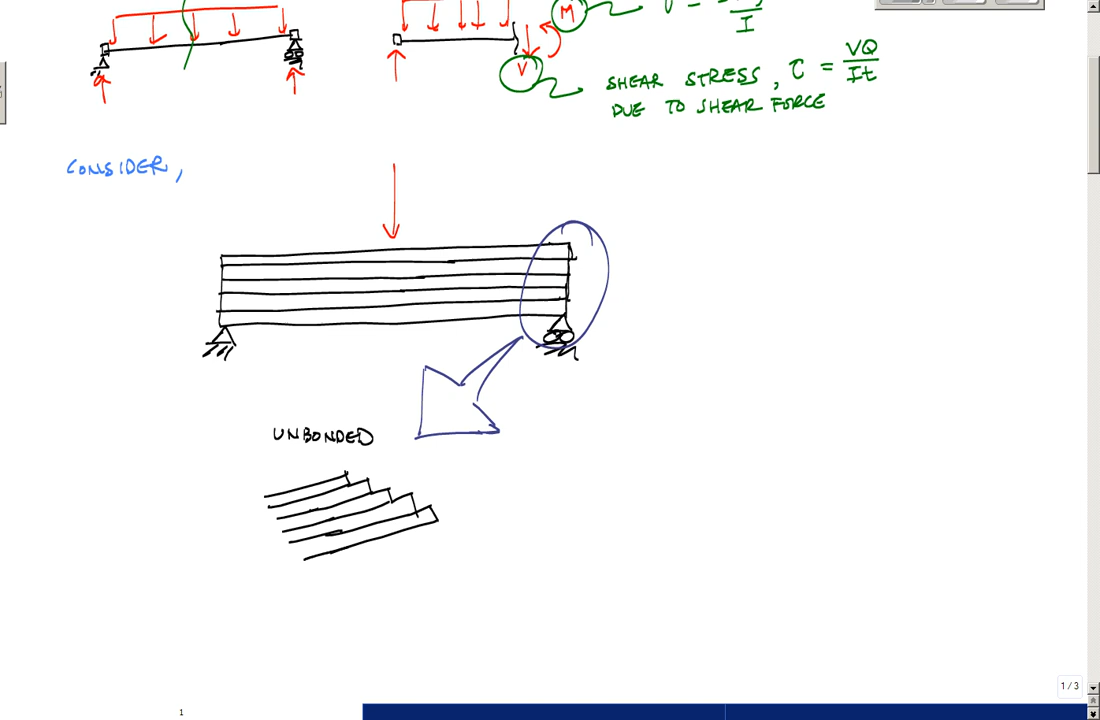 M
I
V
SHEAR STRESS, τ = VQ/It
DUE TO SHEAR FORCE
CONSIDER,
UNBONDED
1 / 3
1